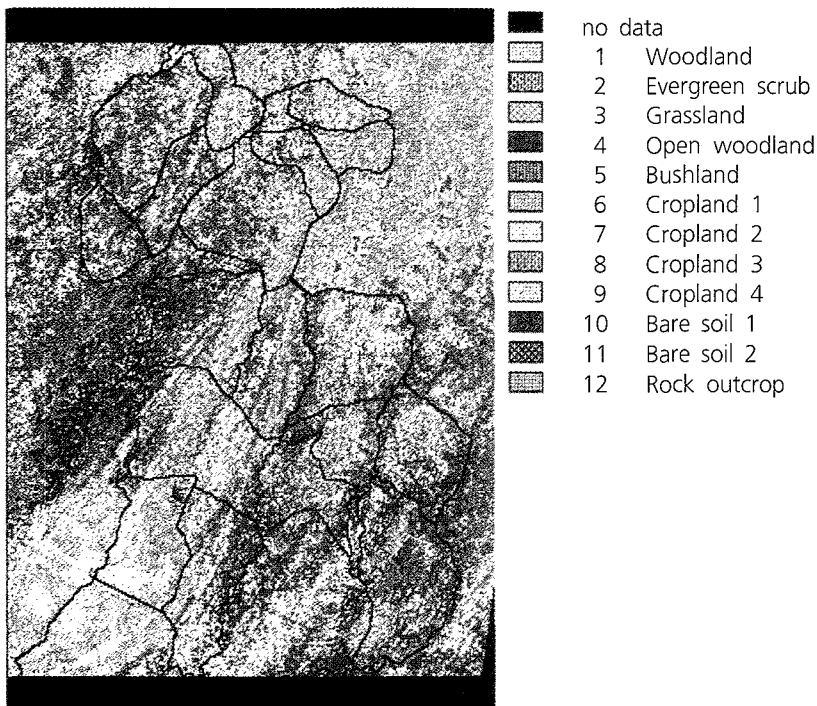 no data
1 Woodland
2 Evergreen scrub
3 Grassland
4 Open woodland
5 Bushland
6 Cropland 1
7 Cropland 2
8 Cropland 3
9 Cropland 4
10 Bare soil 1
11 Bare soil 2
12 Rock outcrop